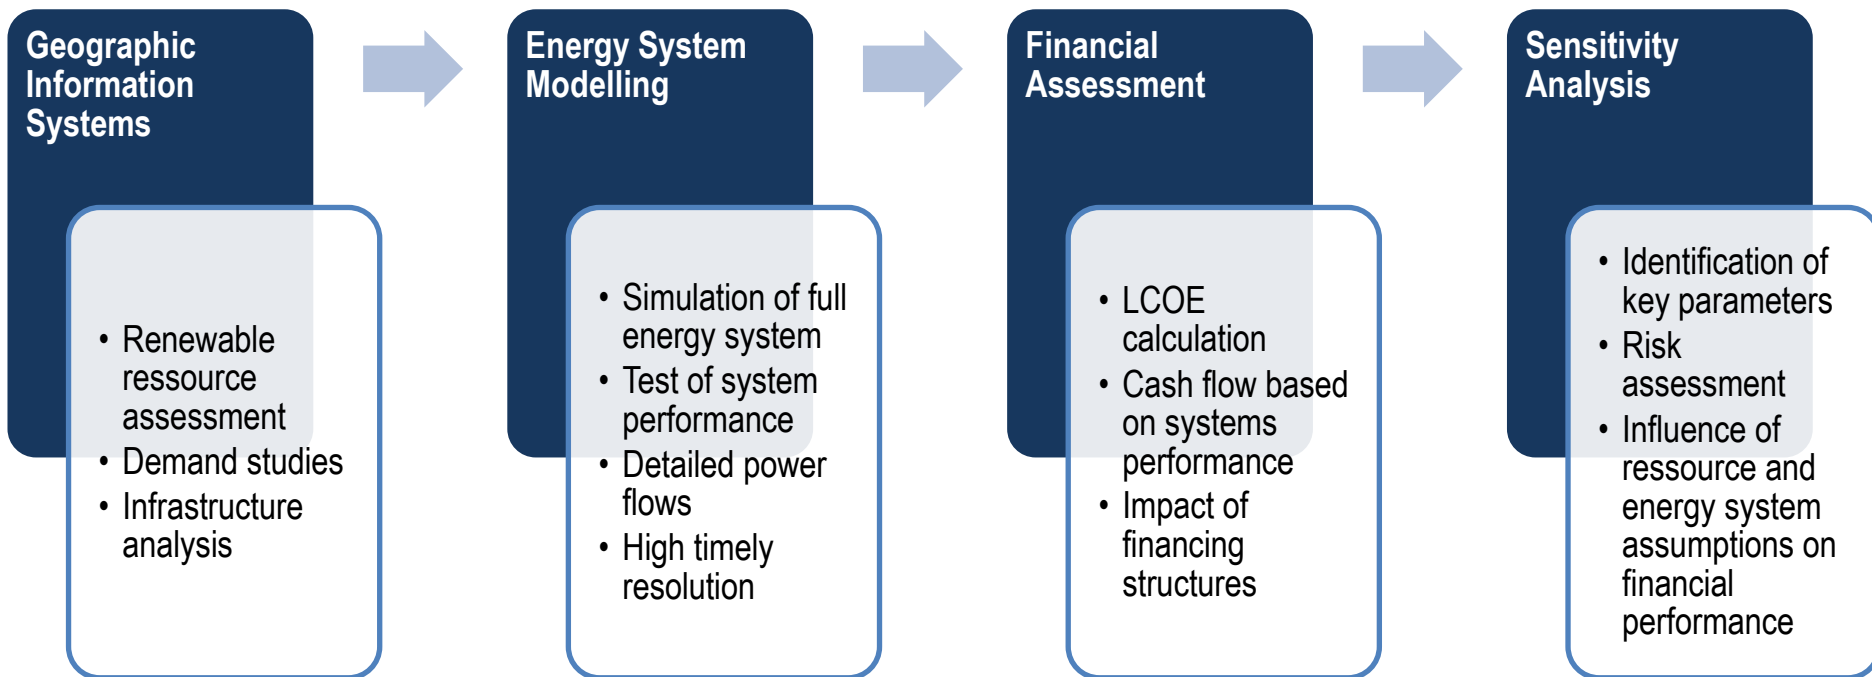 Geographic
Information
Systems
• Renewable
ressource
assessment
• Demand studies
• Infrastructure
analysis
Energy System
Modelling
• Simulation of full
energy system
• Test of system
performance
• Detailed power
flows
• High timely
resolution
Financial
Assessment
• LCOE
calculation
• Cash flow based
on systems
performance
• Impact of
financing
structures
Sensitivity
Analysis
• Identification of
key parameters
• Risk
assessment
• Influence of
ressource and
energy system
assumptions on
financial
performance